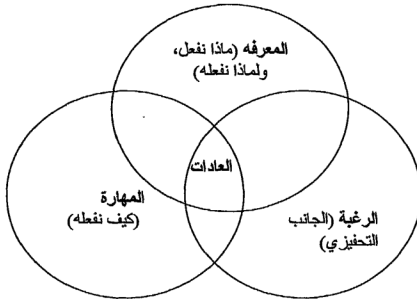 المعرفه (ماذا نفعل،
ولماذا نفعله)
العادات
المهارة
(كيف نفعله)
الرغبة (الجانب
التحفيزي)